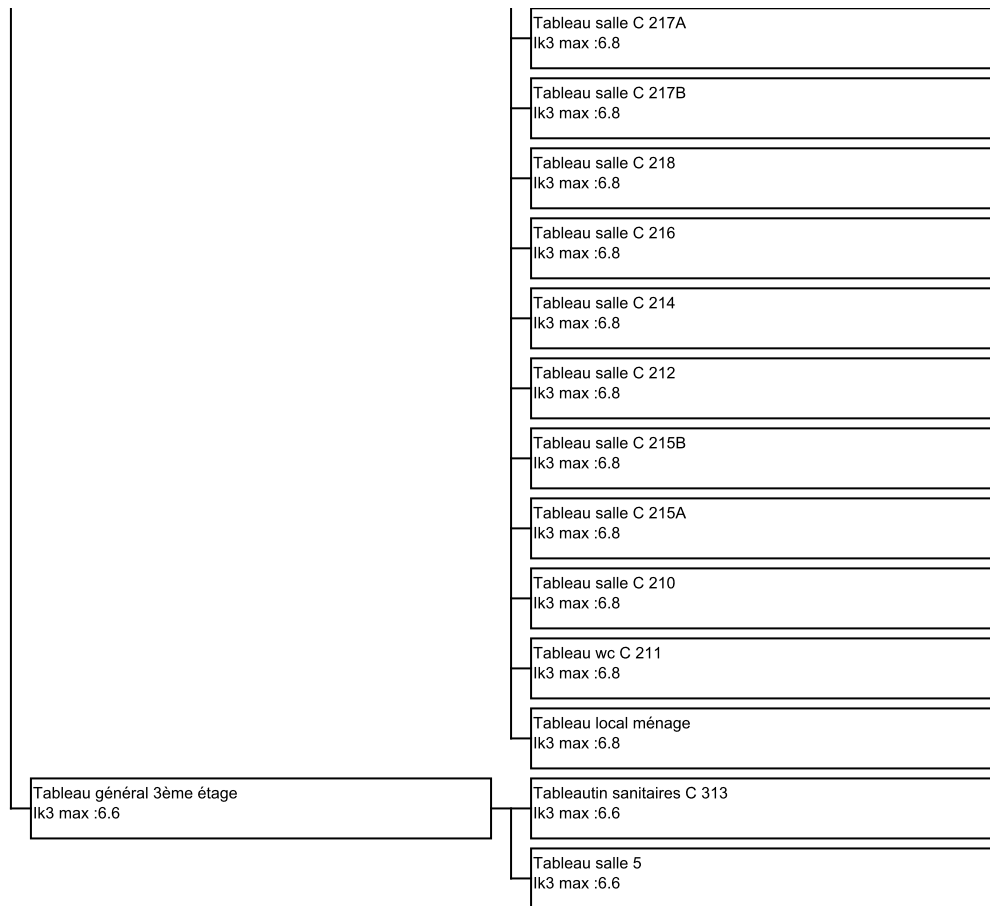 Tableau salle C 217A
Ik3 max :6.8
Tableau salle C 217B
Ik3 max :6.8
Tableau salle C 218
Ik3 max :6.8
Tableau salle C 216
Ik3 max :6.8
Tableau salle C 214
Ik3 max :6.8
Tableau salle C 212
Ik3 max :6.8
Tableau salle C 215B
Ik3 max :6.8
Tableau salle C 215A
Ik3 max :6.8
Tableau salle C 210
Ik3 max :6.8
Tableau wc C 211
Ik3 max :6.8
Tableau local ménage
Ik3 max :6.8
Tableau général 3ème étage
Ik3 max :6.6
Tableautin sanitaires C 313
Ik3 max :6.6
Tableau salle 5
Ik3 max :6.6